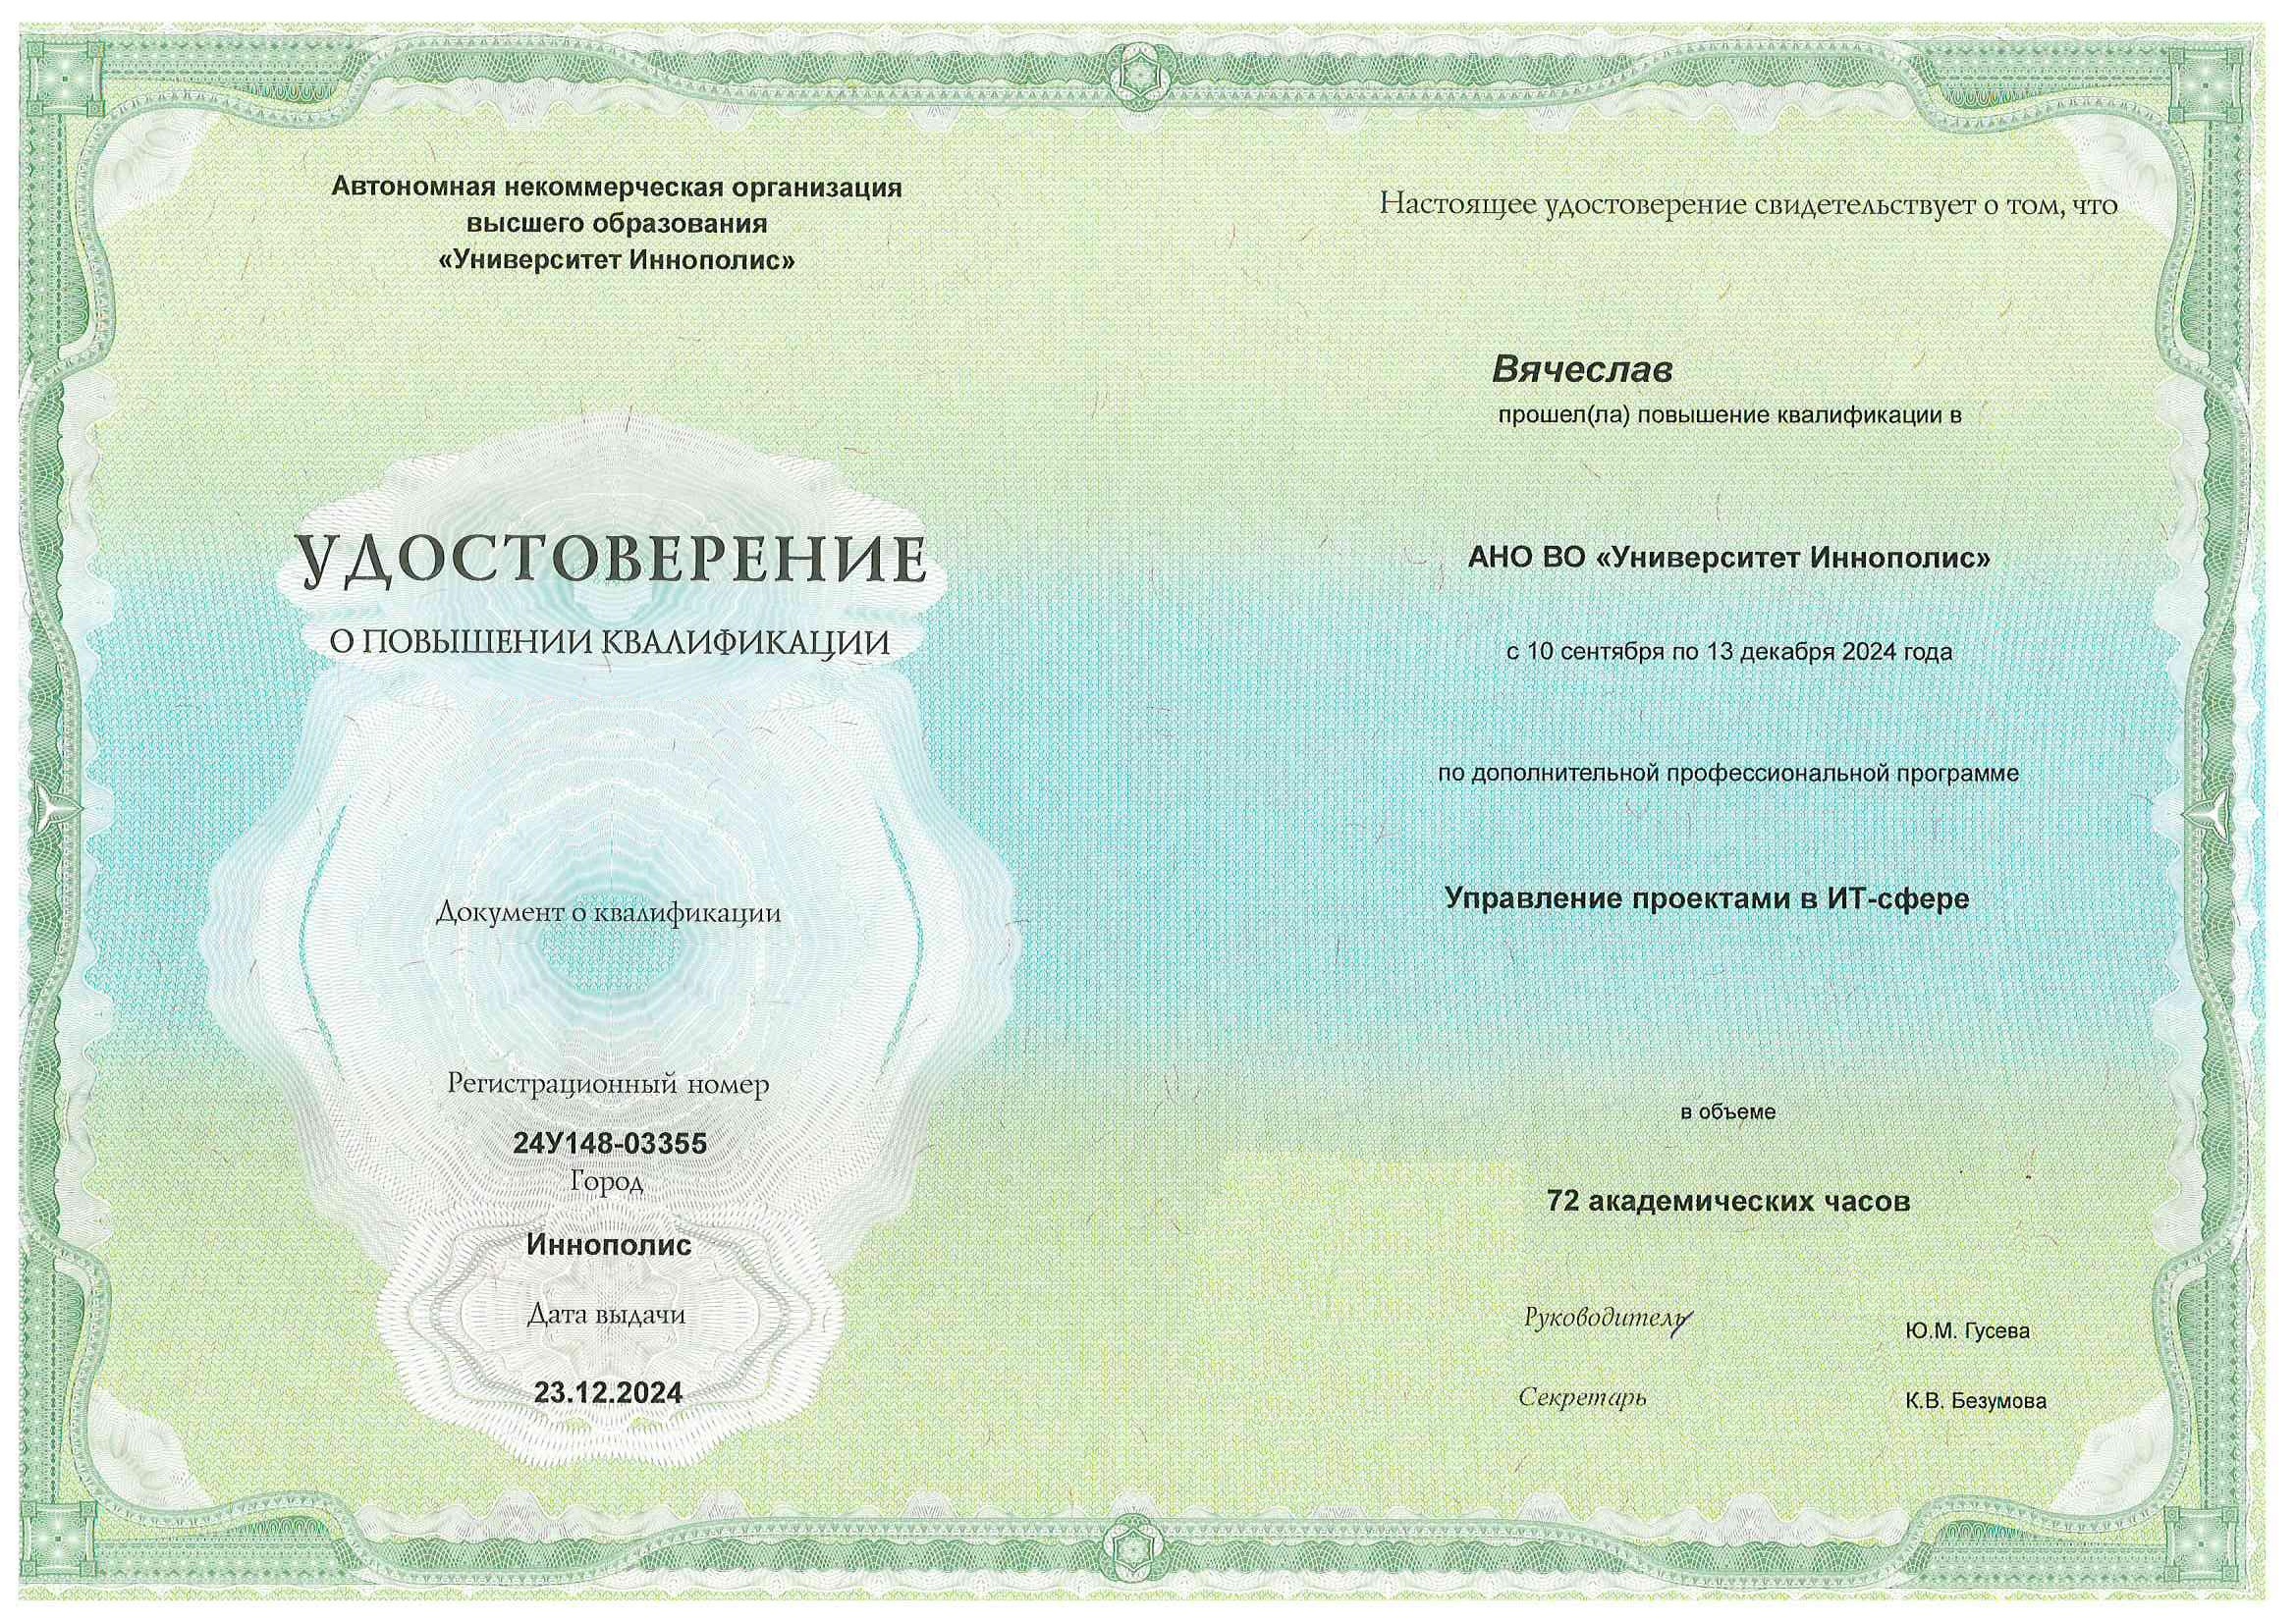 Автономная некоммерческая организация
высшего образования
«Университет Иннополис»
УДОСТОВЕРЕНИЕ
О ПОВЫШЕНИИ КВАЛИФИКАЦИИ
Документ о квалификации
Регистрационный номер
24У148-03355
Город
Иннополис
Дата выдачи
23.12.2024
Настоящее удостоверение свидетельствует о том, что
Вячеслав
прошел(ла) повышение квалификации в
АНО ВО «Университет Иннополис»
с 10 сентября по 13 декабря 2024 года
по дополнительной профессиональной программе
Управление проектами в ИТ-сфере
в объеме
72 академических часов
Руководитель
Ю.М. Гусева
Секретарь
К.В. Безумова